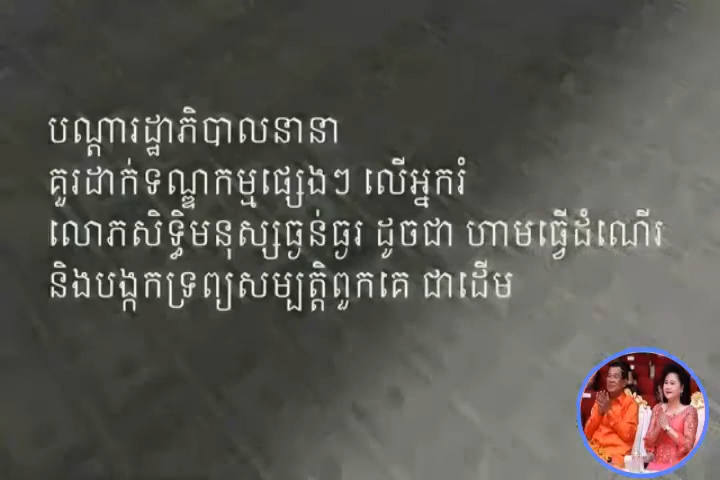 បណ្តារដ្ឋាភិបាលនានា
គួរដាក់ទណ្ឌកម្មផ្សេងៗ លើអ្នករំ
លោភសិទ្ធិមនុស្សធ្ងន់ធ្ងរ ដូចជា ហាមធ្វើដំណើរ
និងបង្កកទ្រព្យសម្បត្តិពួកគេ ជាដើម